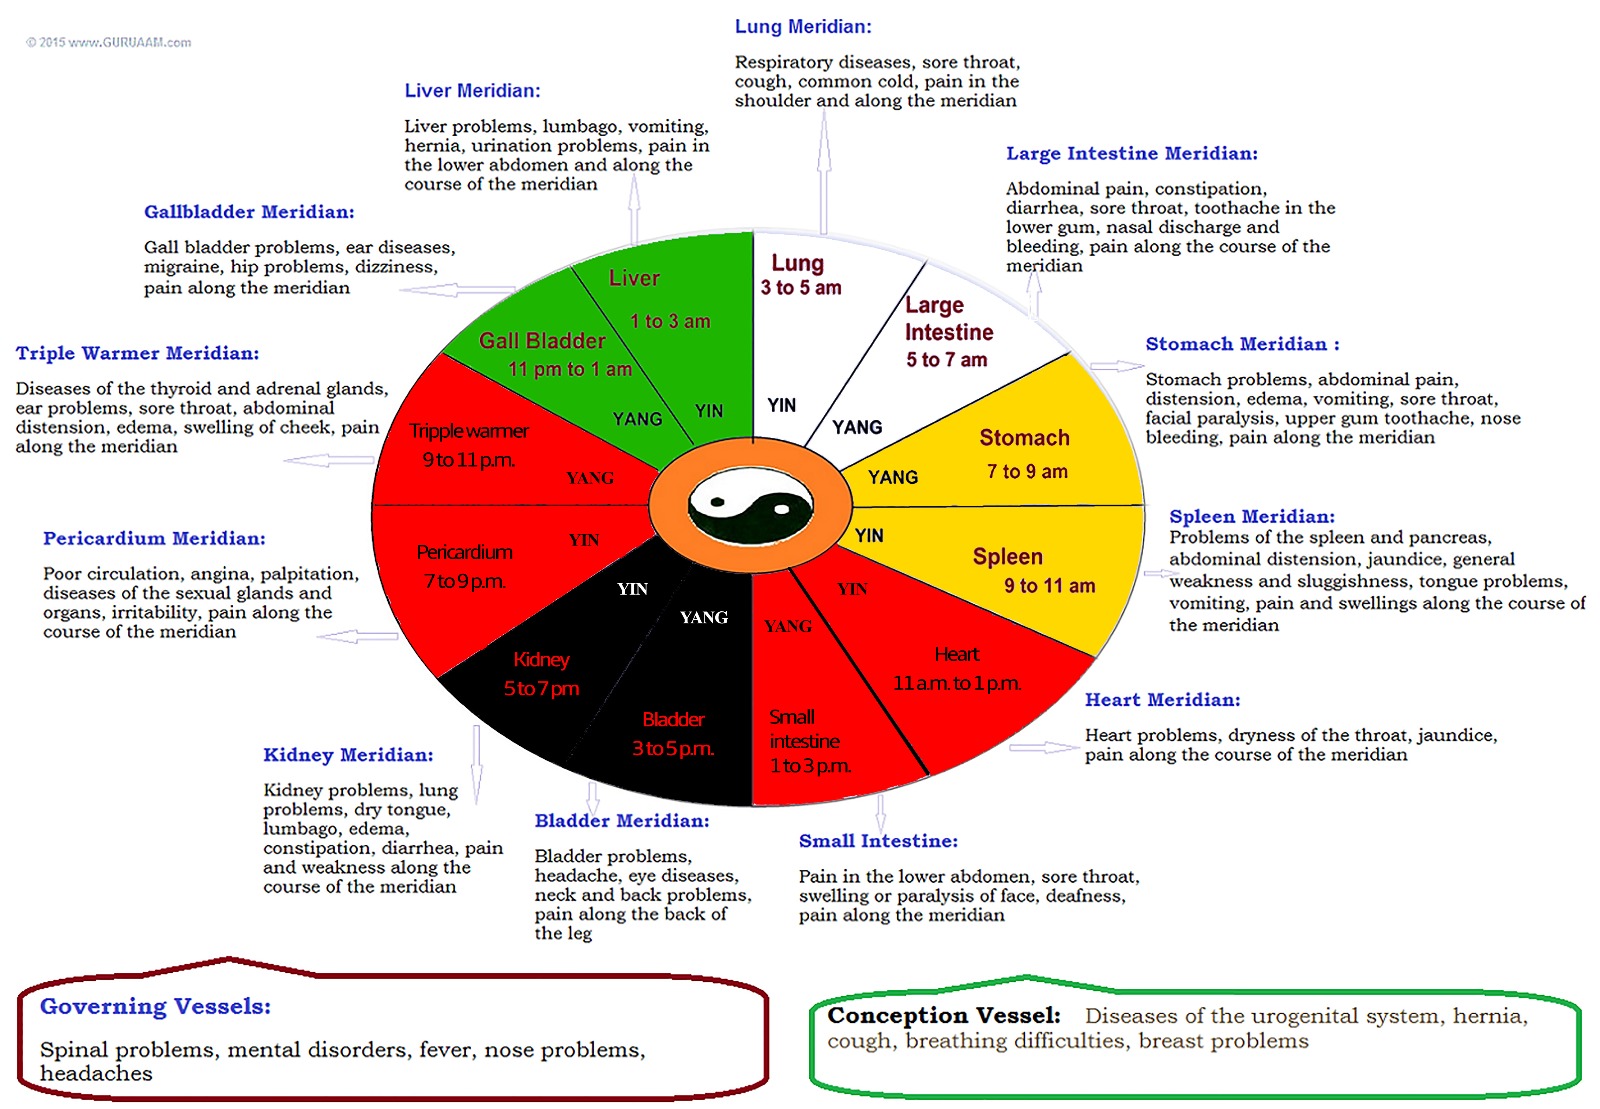 © 2015 www.GURUAAM.com
Lung Meridian:
Respiratory diseases, sore throat,
cough, common cold, pain in the
shoulder and along the meridian
Liver Meridian:
Liver problems, lumbago, vomiting,
hernia, urination problems, pain in
the lower abdomen and along the
course of the meridian
Large Intestine Meridian:
Abdominal pain, constipation,
diarrhea, sore throat, toothache in the
lower gum, nasal discharge and
bleeding, pain along the course of the
meridian
Gallbladder Meridian:
Gall bladder problems, ear diseases,
migraine, hip problems, dizziness,
pain along the meridian
Triple Warmer Meridian:
Diseases of the thyroid and adrenal glands,
ear problems, sore throat, abdominal
distension, edema, swelling of cheek, pain
along the meridian
Stomach Meridian :
Stomach problems, abdominal pain,
distension, edema, vomiting, sore throat,
facial paralysis, upper gum toothache, nose
bleeding, pain along the meridian
Liver
1 to 3 am
YIN
Lung
3 to 5 am
YIN
Large
Intestine
5 to 7 am
YANG
Gall Bladder
11 pm to 1 am
YANG
Stomach
7 to 9 am
YANG
Tripple warmer
9 to 11 p.m.
YANG
Pericardium
7 to 9 p.m.
YIN
YIN
Spleen
9 to 11 am
YIN
Kidney
5 to 7 pm
YANG
Bladder
3 to 5 p.m.
YANG
Small
intestine
1 to 3 p.m.
YIN
Heart
11 a.m. to 1 p.m.
Pericardium Meridian:
Poor circulation, angina, palpitation,
diseases of the sexual glands and
organs, irritability, pain along the
course of the meridian
Spleen Meridian:
Problems of the spleen and pancreas,
abdominal distension, jaundice, general
weakness and sluggishness, tongue problems,
vomiting, pain and swellings along the course of
the meridian
Heart Meridian:
Heart problems, dryness of the throat, jaundice,
pain along the course of the meridian
Kidney Meridian:
Kidney problems, lung
problems, dry tongue,
lumbago, edema,
constipation, diarrhea, pain
and weakness along the
course of the meridian
Bladder Meridian:
Bladder problems,
headache, eye diseases,
neck and back problems,
pain along the back of
the leg
Small Intestine:
Pain in the lower abdomen, sore throat,
swelling or paralysis of face, deafness,
pain along the meridian
Governing Vessels:
Spinal problems, mental disorders, fever, nose problems,
headaches
Conception Vessel: Diseases of the urogenital system, hernia,
cough, breathing difficulties, breast problems